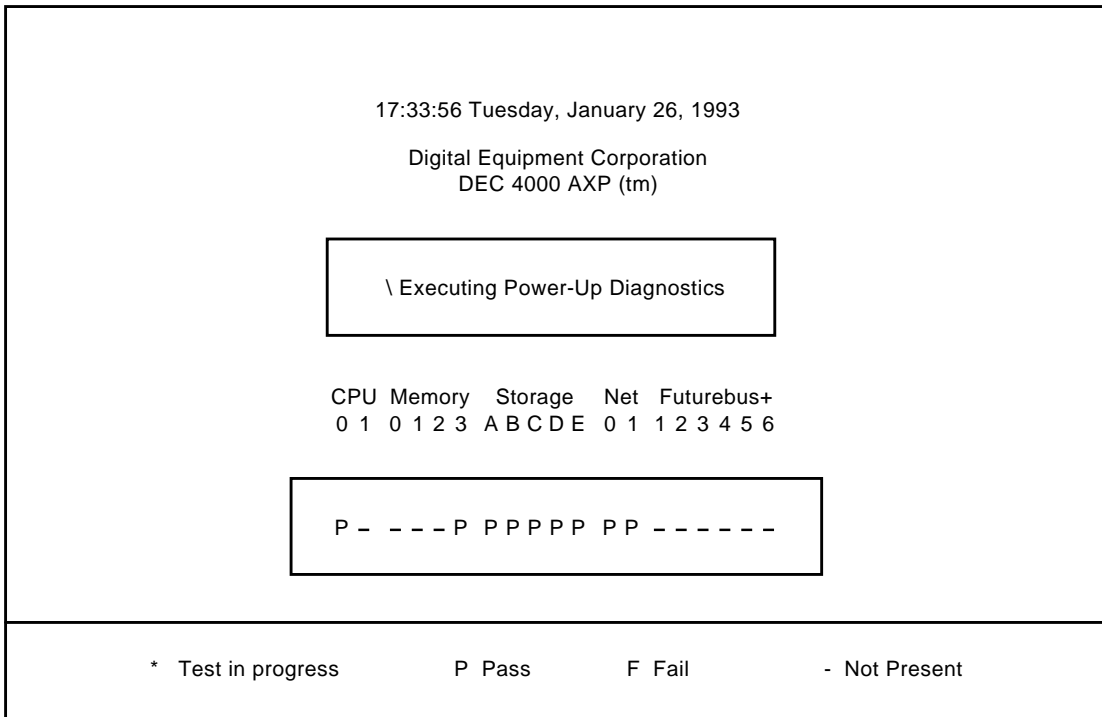 17:33:56 Tuesday, January 26, 1993
Digital Equipment Corporation
DEC 4000 AXP (tm)
\ Executing Power-Up Diagnostics
CPU Memory Storage Net Futurebus+
0 1 0 1 2 3 A B C D E 0 1 1 2 3 4 5 6
P – – – – P P P P P P P P – – – – – –
* Test in progress P Pass F Fail - Not Present